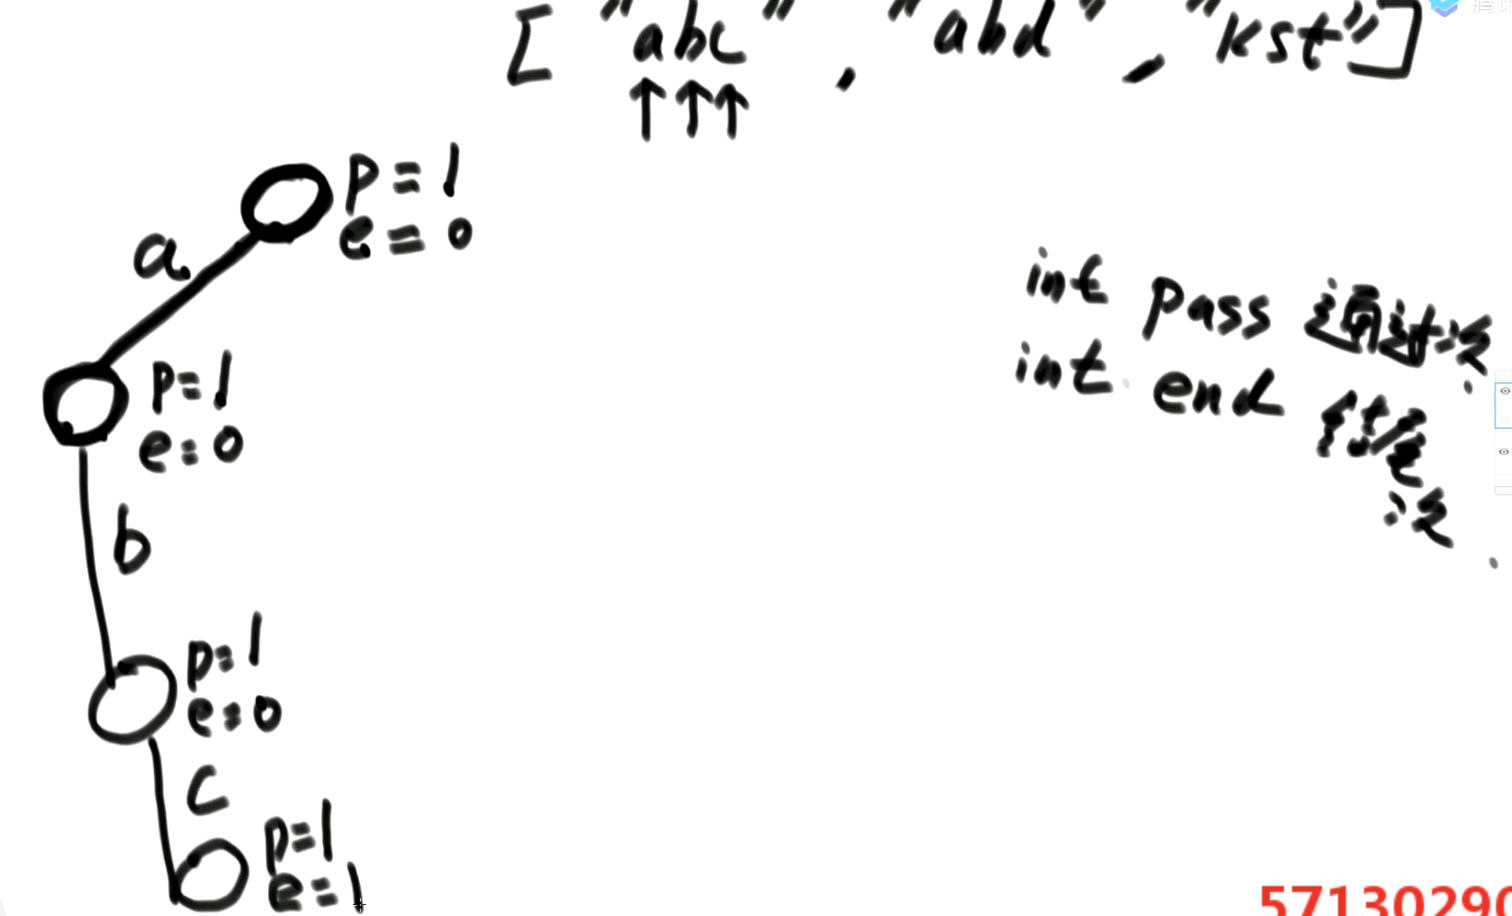 ["abc", "abd", "kst"]
↑↑↑
p=1
e=0
a
int pass 通过次
p=1
e=0
int end 结尾
次
b
p=1
e=0
c
p=1
e=1
57130290